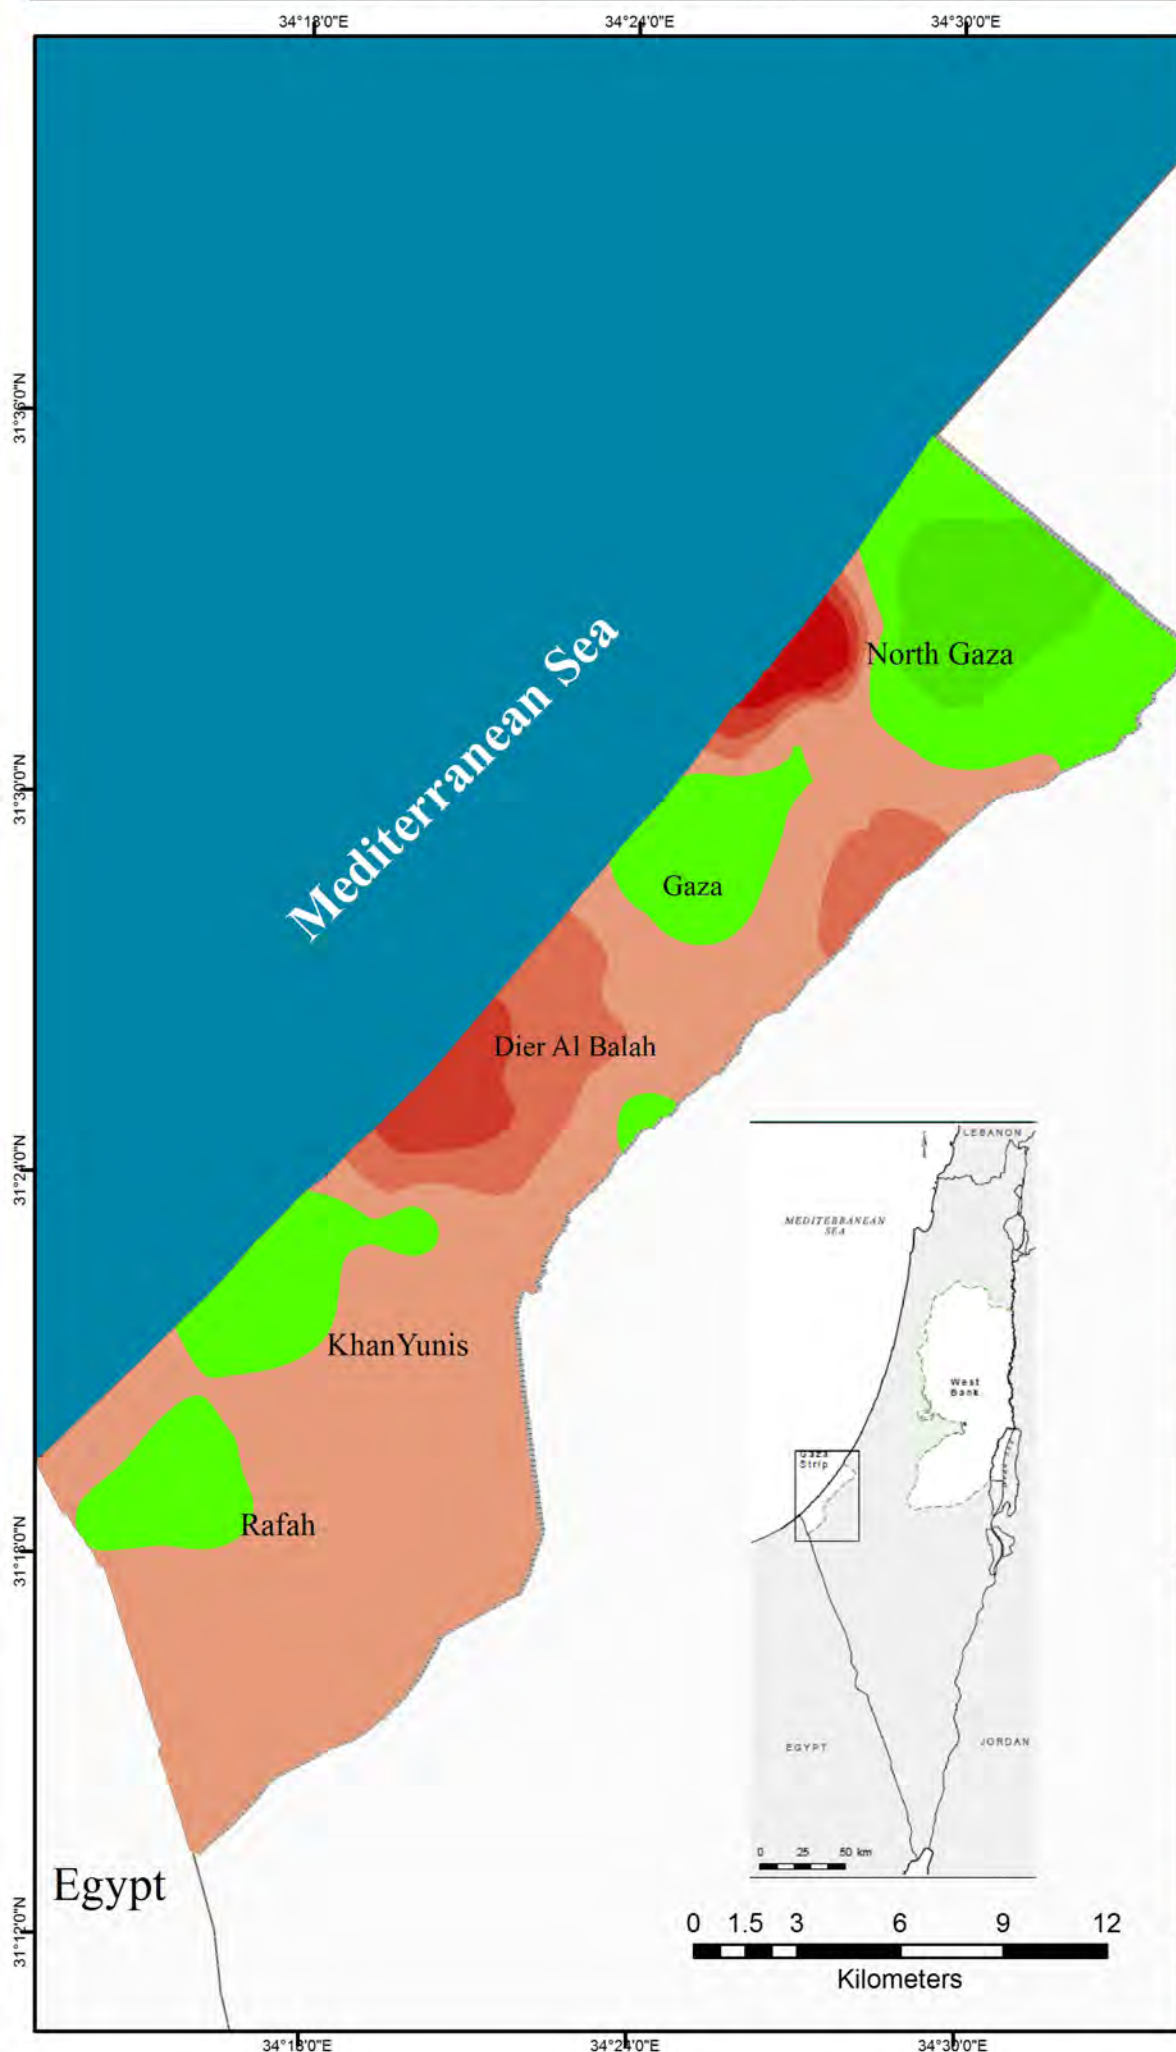 34°18'0"E 34°24'0"E 34°30'0"E
31°36'0"N
North Gaza
Mediterranean Sea
31°30'0"N
Gaza
Dier Al Balah
31°24'0"N
KhanYunis
Rafah
31°18'0"N
LEBANON
MEDITERRANEAN
SEA
West
Bank
Gaza
Strip
EGYPT
JORDAN
0 25 50 km
Egypt
31°12'0"N
0 1.5 3 6 9 12
Kilometers
34°18'0"E 34°24'0"E 34°30'0"E